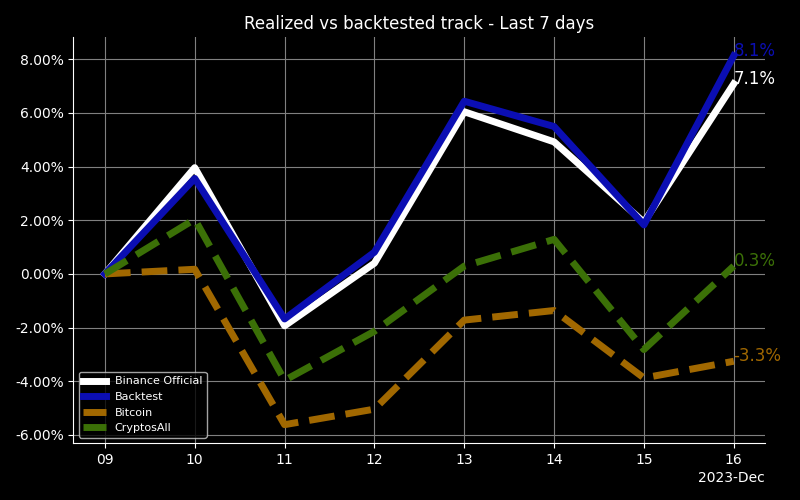 Realized vs backtested track - Last 7 days
8.00%
6.00%
4.00%
2.00%
0.00%
-2.00%
-4.00%
-6.00%
8.1%
7.1%
0.3%
-3.3%
Binance Official
Backtest
Bitcoin
CryptosAll
09 10 11 12 13 14 15 16
2023-Dec